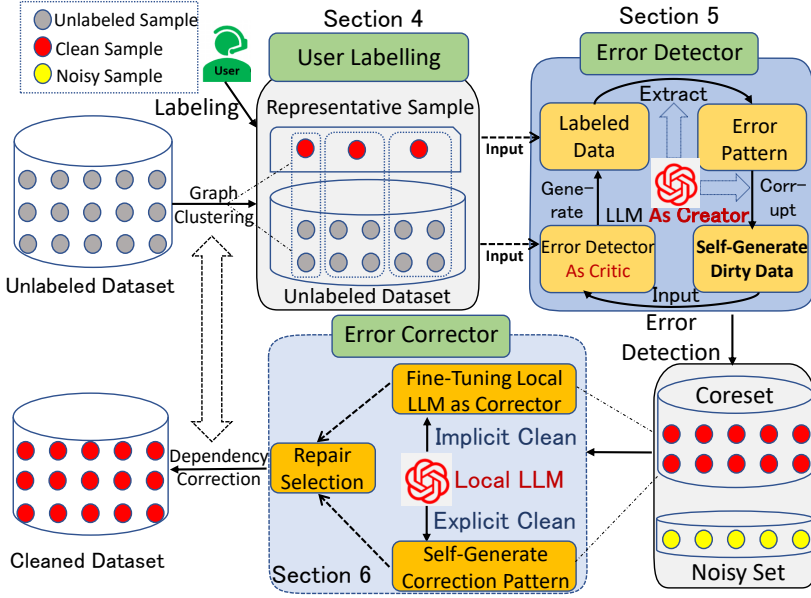 Unlabeled Sample
Clean Sample
Noisy Sample
User
Labeling
Unlabeled Dataset
Graph
Clustering
Section 4
User Labelling
Representative Sample
Unlabeled Dataset
Input
Input
Section 5
Error Detector
Extract
Labeled
Data
Error
Pattern
Gene-
rate
LLM As Creator
Corr-
upt
Error Detector
As Critic
Self-Generate
Dirty Data
Input
Error
Detection
Coreset
Noisy Set
Error Corrector
Fine-Tuning Local
LLM as Corrector
Implicit Clean
Local LLM
Explicit Clean
Self-Generate
Correction Pattern
Repair
Selection
Section 6
Dependency
Correction
Cleaned Dataset